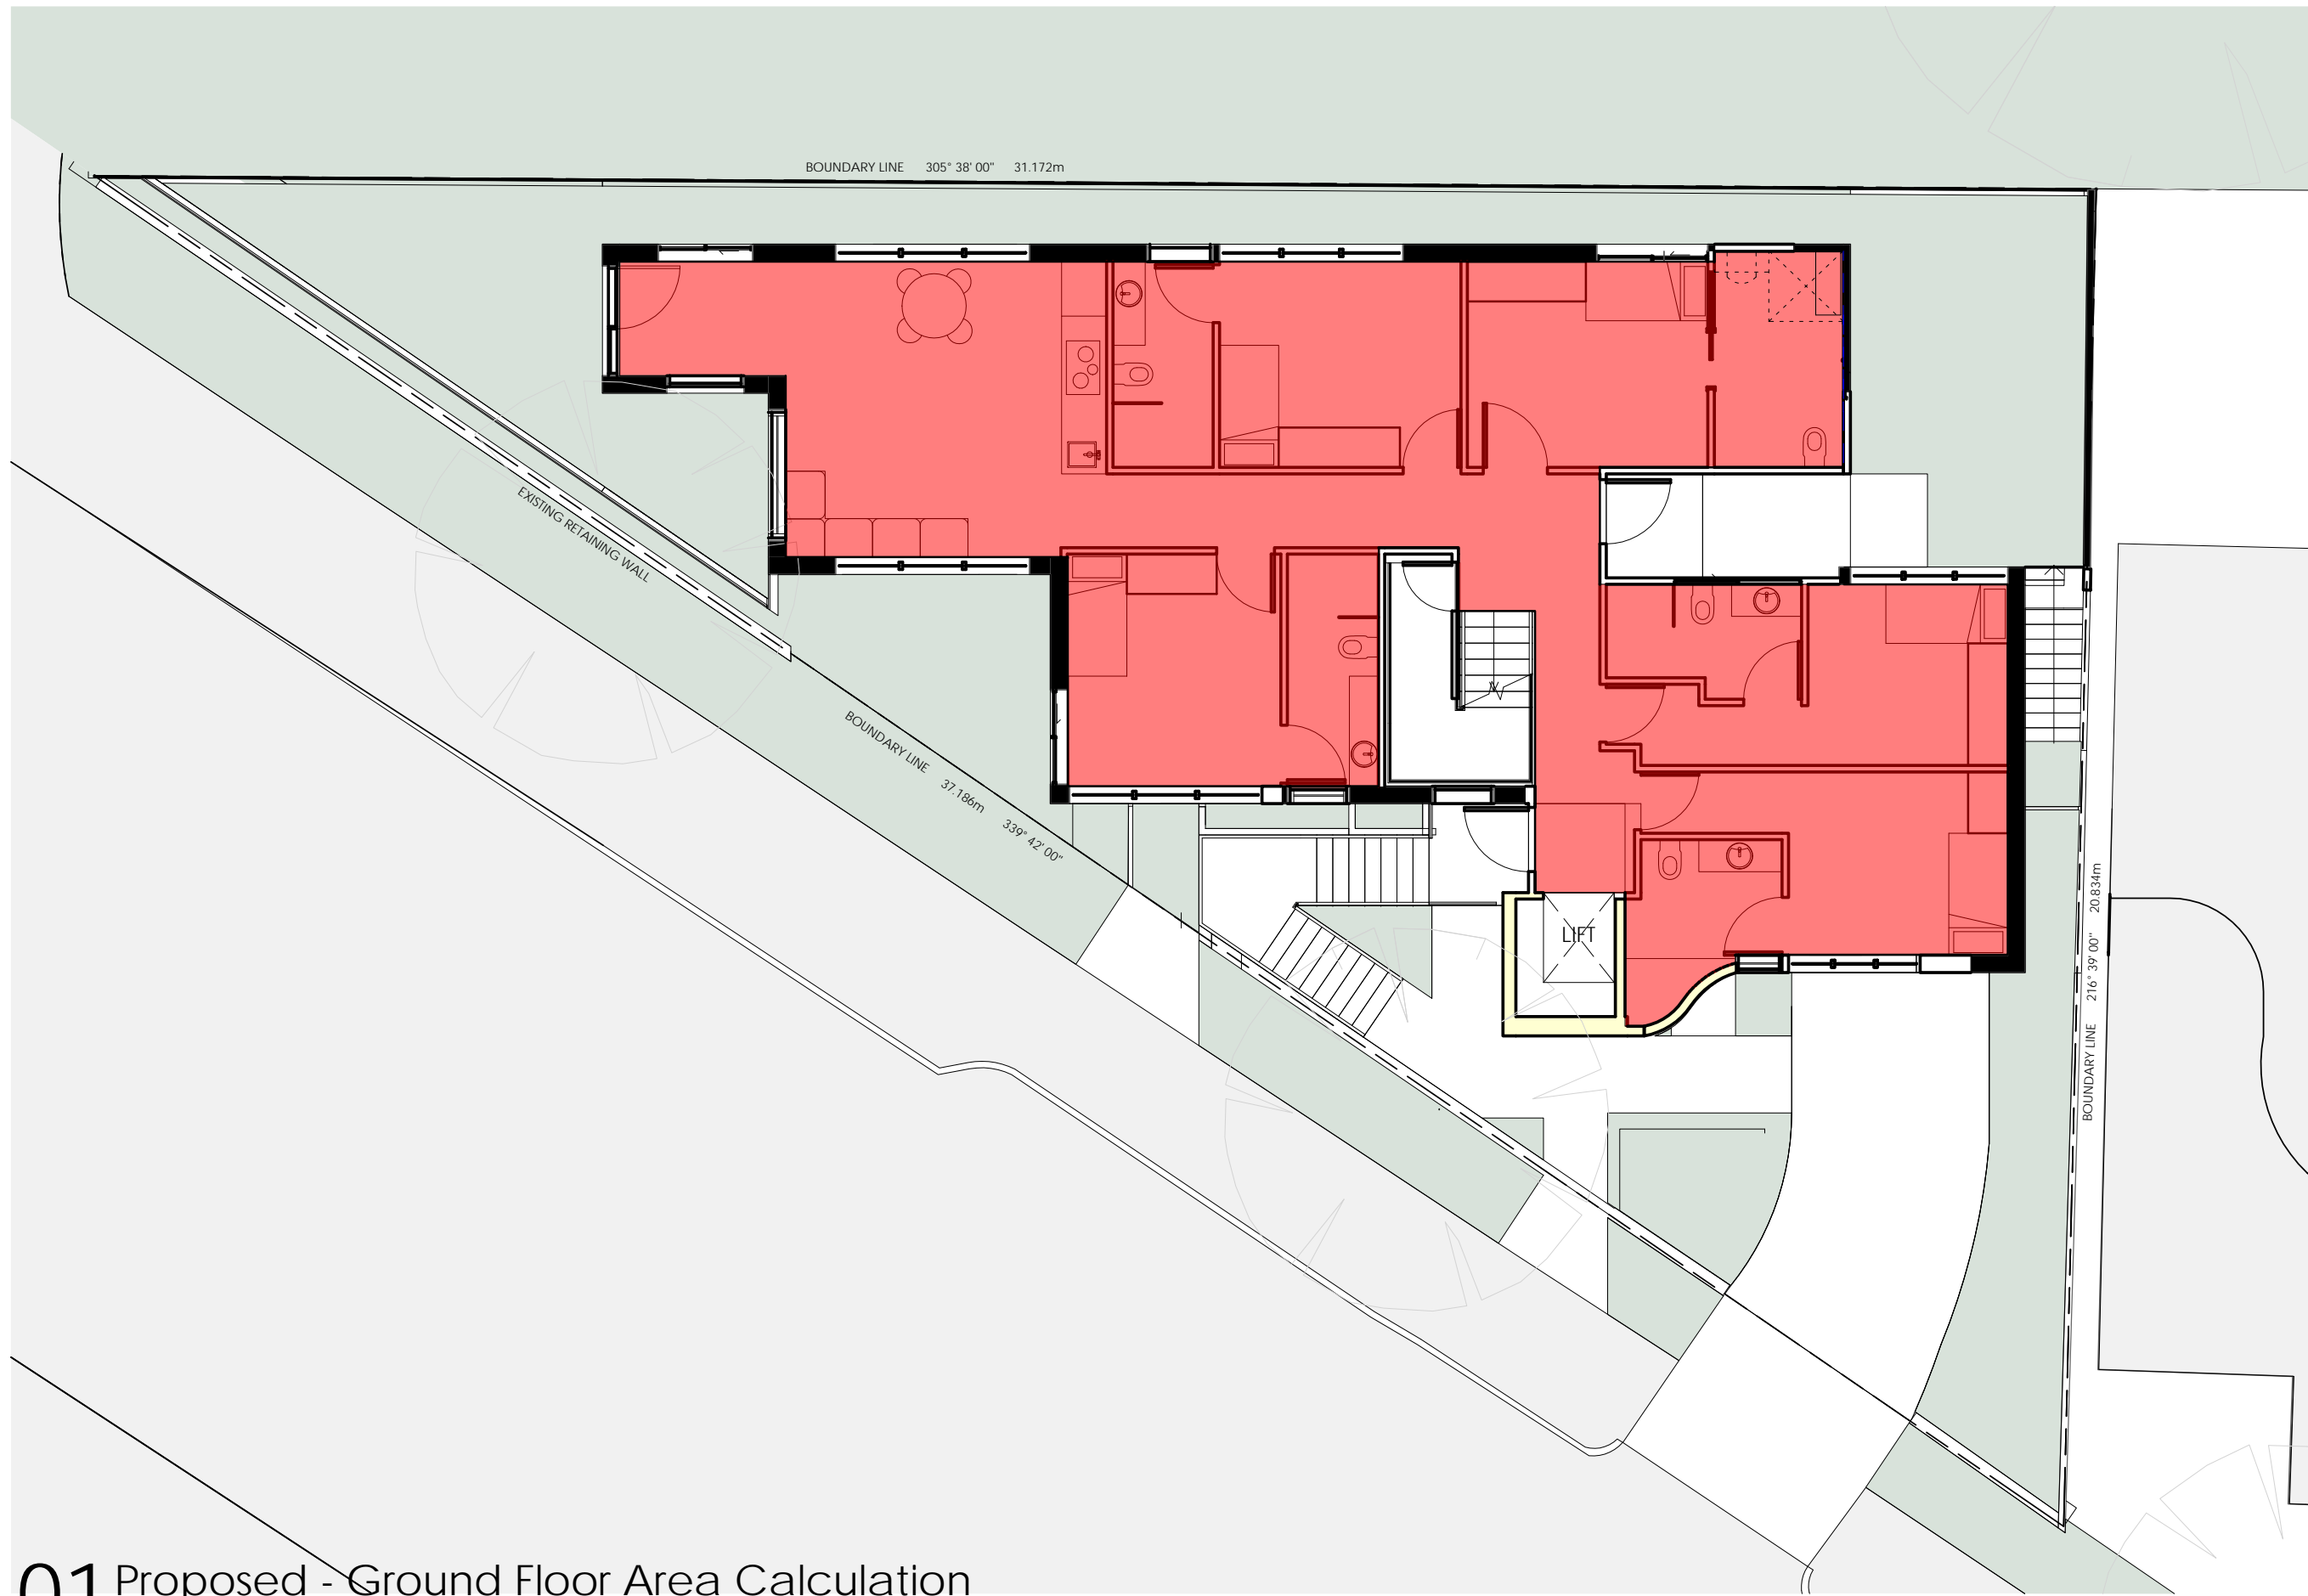 BOUNDARY LINE 305° 38' 00" 31.172m
EXISTING RETAINING WALL
BOUNDARY LINE 37.186m 339° 42' 00"
LIFT
BOUNDARY LINE 216° 39' 00" 20.834m
01 Proposed - Ground Floor Area Calculation